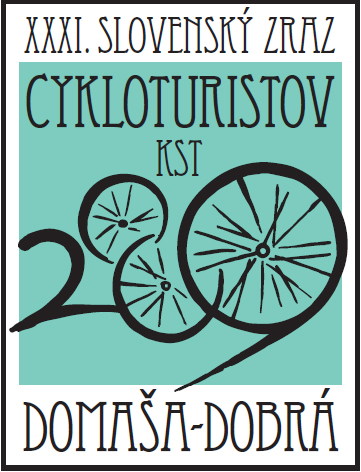 XXXI. SLOVENSKÝ ZRAZ
CYKLOTURISTOV
KST
2009
DOMAŠA-DOBRÁ